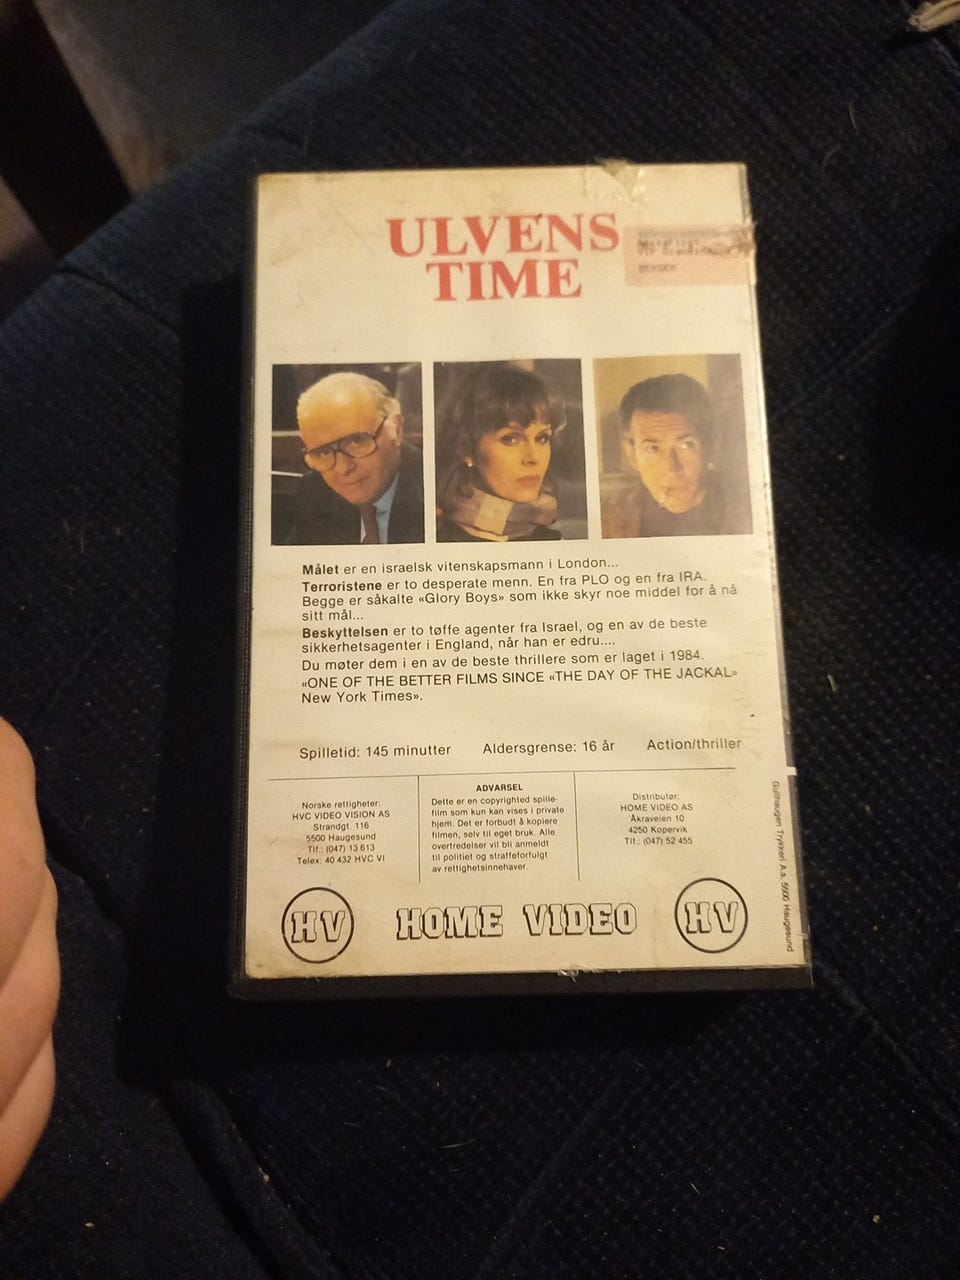 ULVENS
TIME
BERGEN
Målet er en israelsk vitenskapsmann i London...
Terroristene er to desperate menn. En fra PLO og en fra IRA.
Begge er såkalte «Glory Boys» som ikke skyr noe middel for å nå
sitt mål...
Beskyttelsen er to tøffe agenter fra Israel, og en av de beste
sikkerhetsagenter i England, når han er edru....
Du møter dem i en av de beste thrillere som er laget i 1984.
«ONE OF THE BETTER FILMS SINCE «THE DAY OF THE JACKAL»
New York Times».
Spilletid: 145 minutter Aldersgrense: 16 år Action/thriller
Norske rettigheter:
HVC VIDEO VISION AS
Strandgt. 116
5500 Haugesund
Tlf.: (047) 13 613
Telex: 40 432 HVC VI
ADVARSEL
Dette er en copyrighted spille-
film som kun kan vises i private
hjem. Det er forbudt å kopiere
filmen, selv til eget bruk. Alle
overtredelser vil bli anmeldt
til politiet og straffeforfulgt
av rettighetsinnehaver.
Distributør:
HOME VIDEO AS
Åkraveien 10
4250 Kopervik
Tlf.: (047) 52 455
HV HOME VIDEO HV
Gullhaugen Trykkeri A.s, 5500 Haugesund